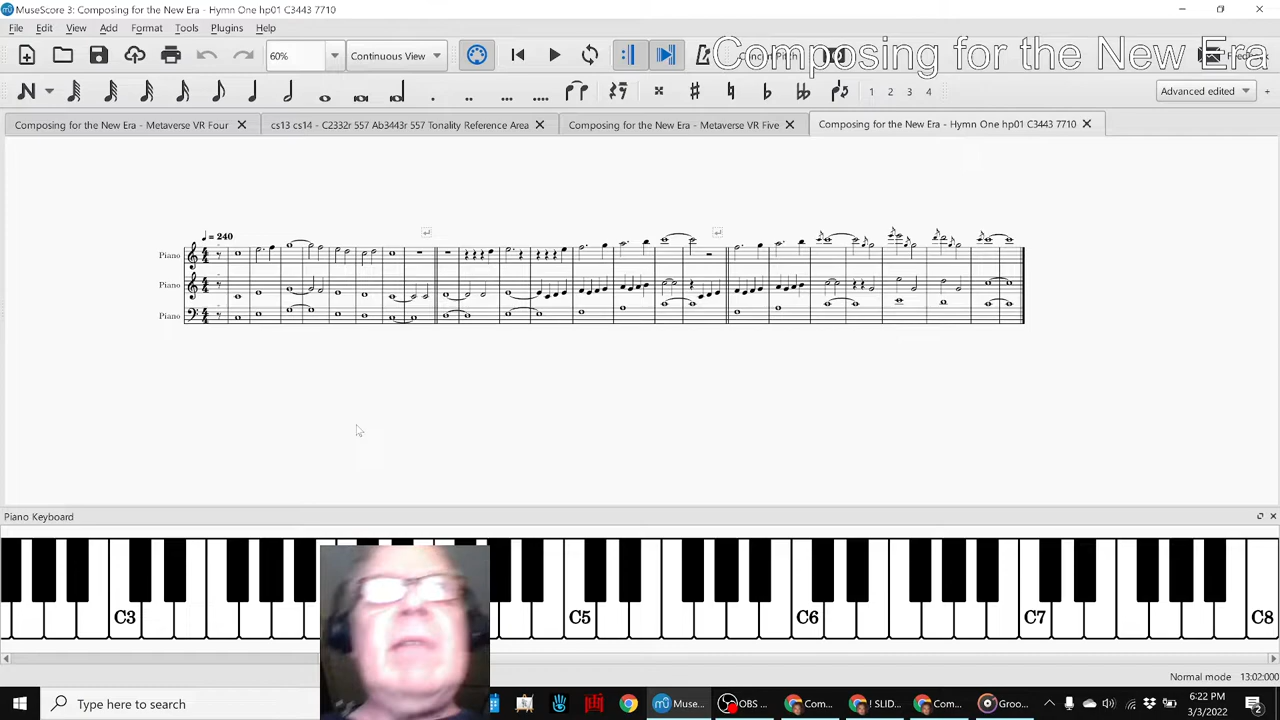 MuseScore 3: Composing for the New Era - Hymn One hp01 C3443 7710
File Edit View Add Format Tools Plugins Help
60% Continuous View
Composing for the New Era
1 2 3 4 Advanced edited +
Composing for the New Era - Metaverse VR Four cs13 cs14 - C2332r 557 Ab3443r 557 Tonality Reference Area Composing for the New Era - Metaverse VR Five Composing for the New Era - Hymn One hp01 C3443 7710
= 240
Piano
Piano
Piano
Piano Keyboard
C3 C5 C6 C7 C8
Normal mode 13:02:000
Type here to search
Muse... OBS ... Com... ! SLID... Com... Groo...
6:22 PM
3/3/2022